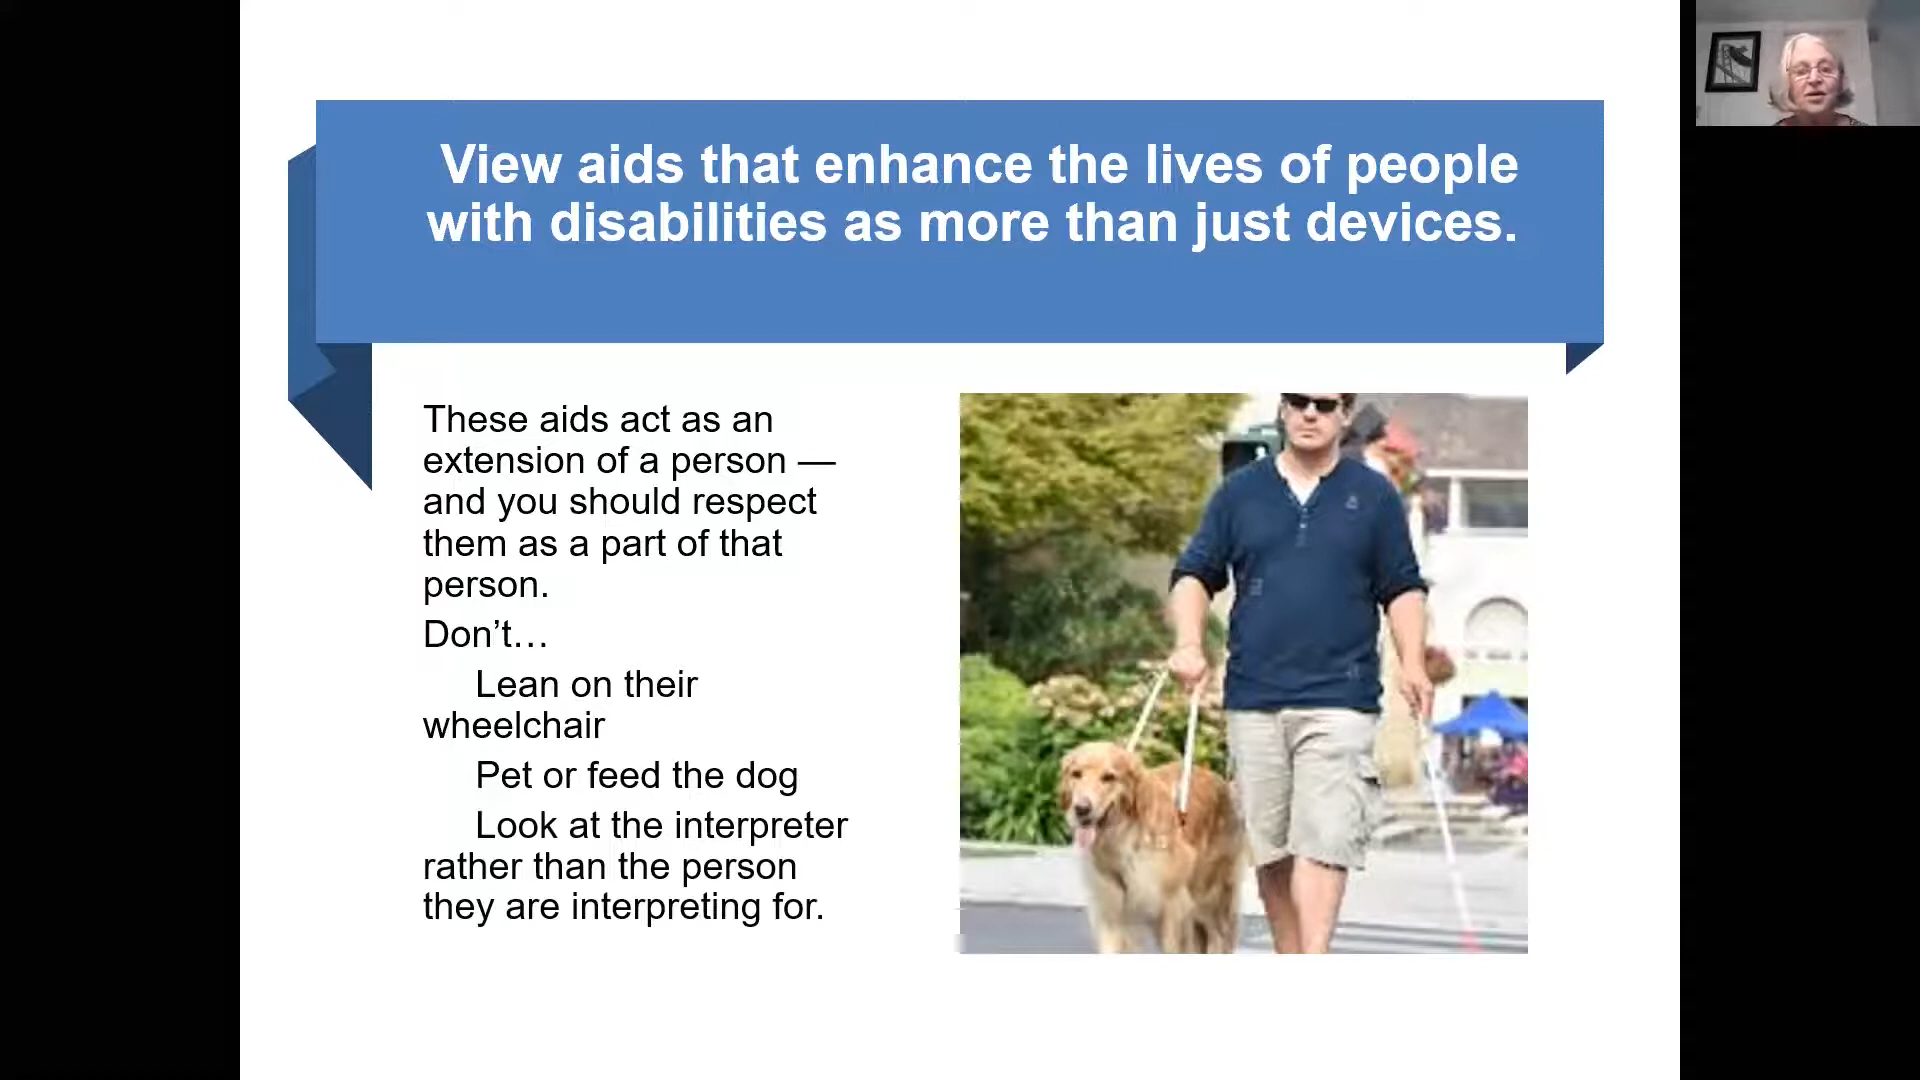 View aids that enhance the lives of people
with disabilities as more than just devices.
These aids act as an
extension of a person —
and you should respect
them as a part of that
person.
Don’t…
Lean on their
wheelchair
Pet or feed the dog
Look at the interpreter
rather than the person
they are interpreting for.